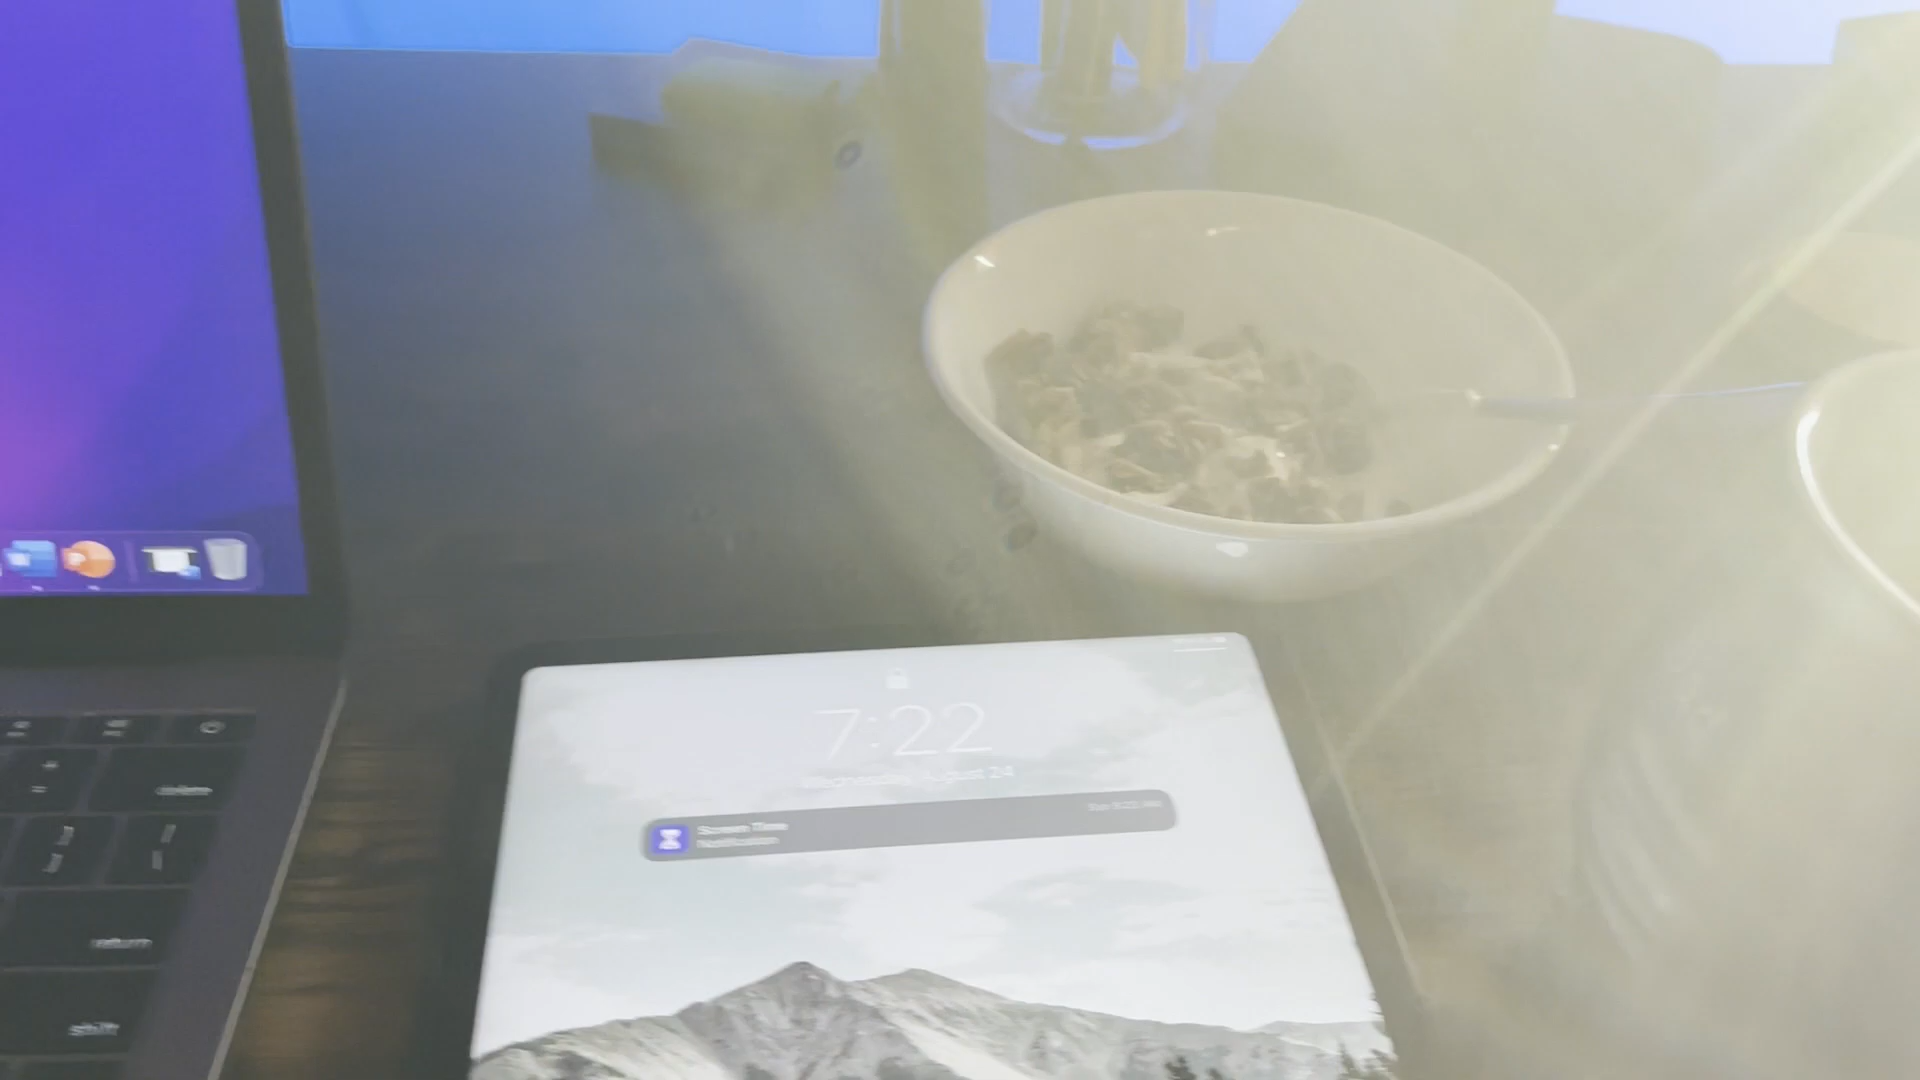 7:22
Wednesday, August 24
Screen Time
Notification
delete
return
shift